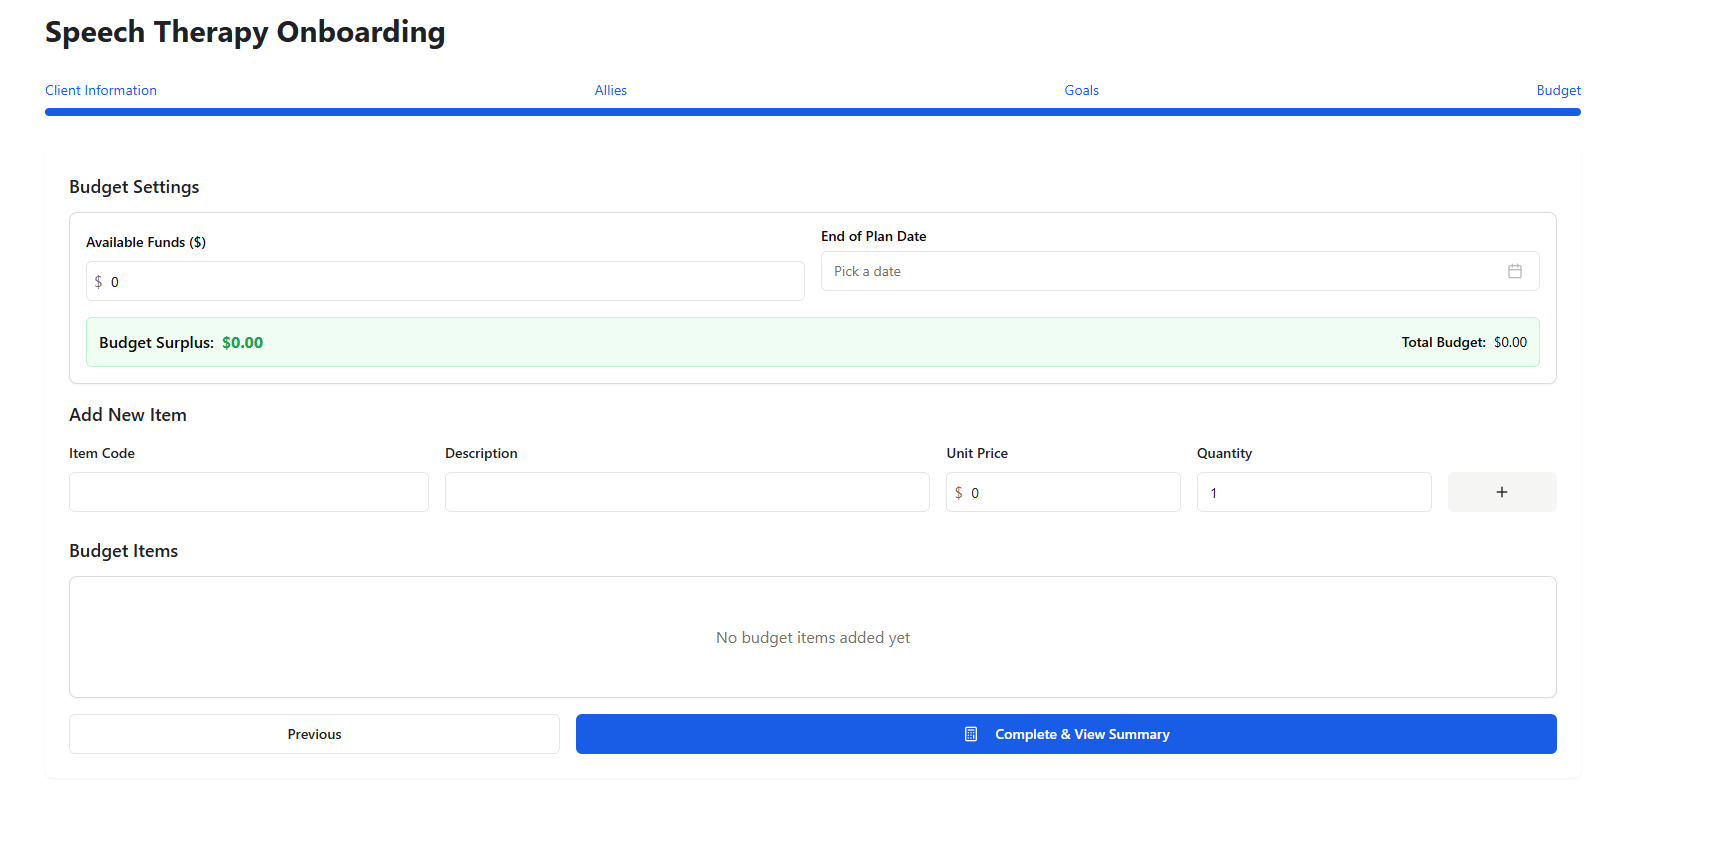 Speech Therapy Onboarding
Client Information Allies Goals Budget
Budget Settings
Available Funds ($) End of Plan Date
$ 0 Pick a date
Budget Surplus: $0.00 Total Budget: $0.00
Add New Item
Item Code Description Unit Price Quantity
$ 0 1 +
Budget Items
No budget items added yet
Previous Complete & View Summary